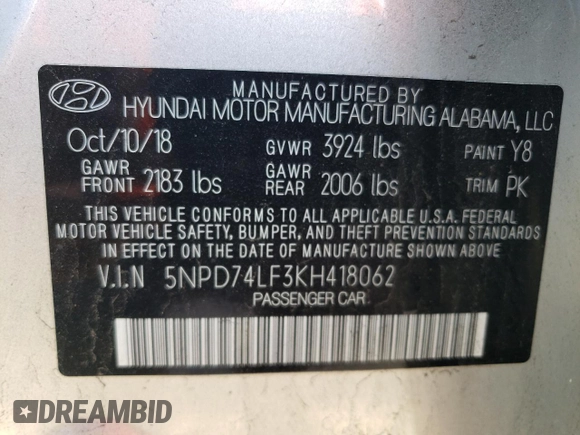 MANUFACTURED BY
HYUNDAI MOTOR MANUFACTURING ALABAMA, LLC
Oct/10/18 GVWR 3924 lbs PAINT Y8
GAWR FRONT 2183 lbs GAWR REAR 2006 lbs TRIM PK
THIS VEHICLE CONFORMS TO ALL APPLICABLE U.S.A. FEDERAL
MOTOR VEHICLE SAFETY, BUMPER, AND THEFT PREVENTION STANDARDS
IN EFFECT ON THE DATE OF MANUFACTURE SHOWN ABOVE.
V.I.N 5NPD74LF3KH418062
PASSENGER CAR
DREAMBID